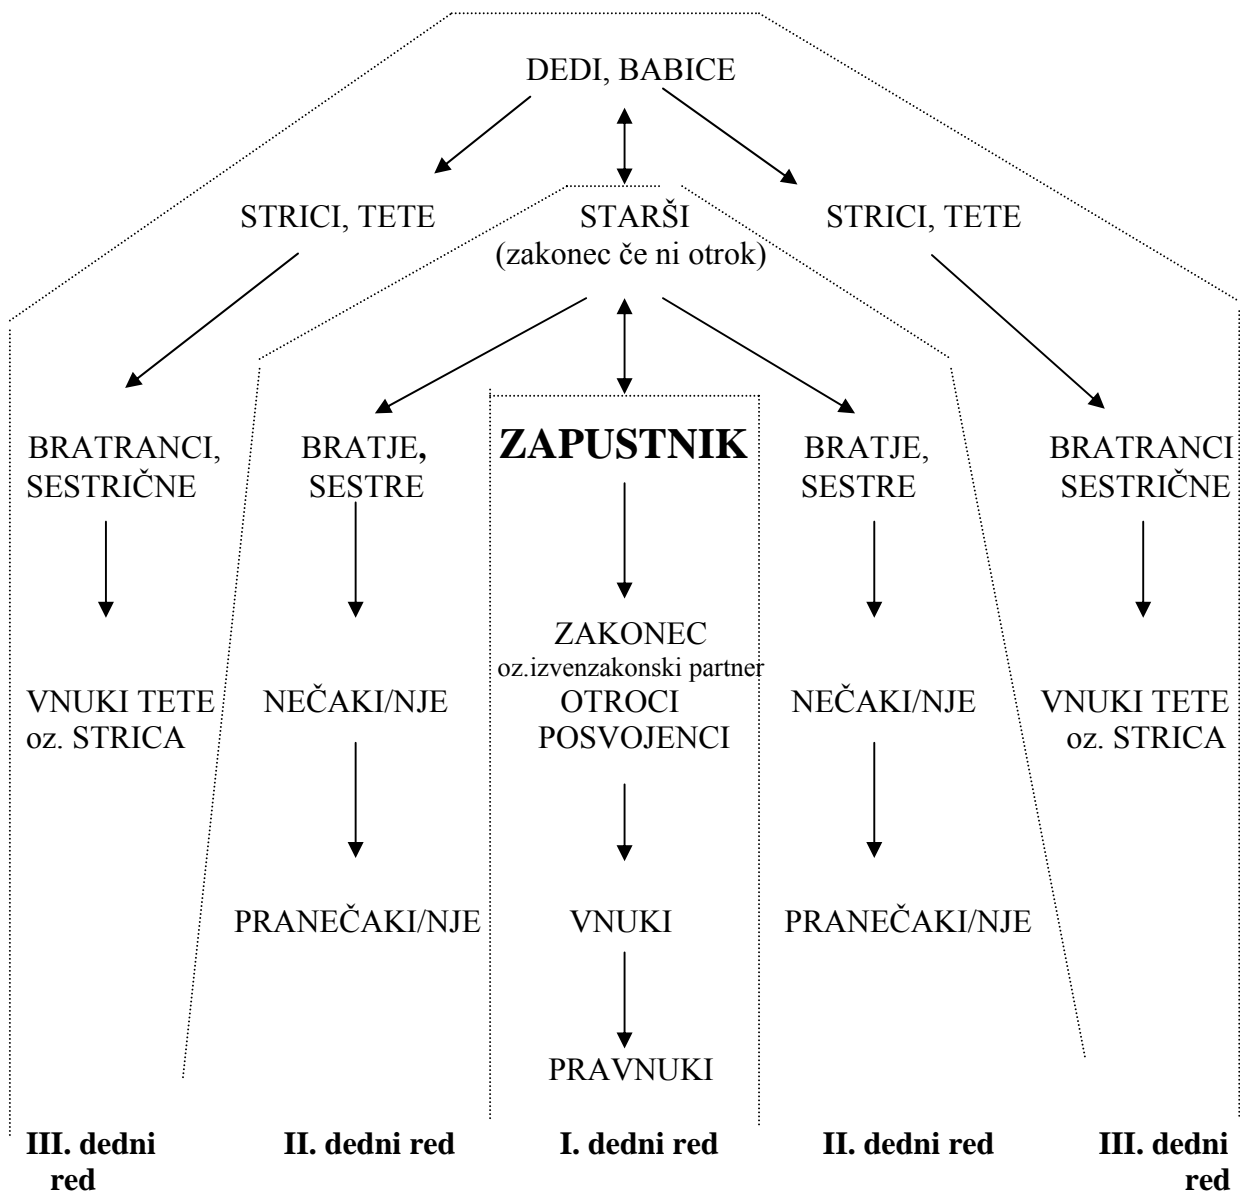 DEDI, BABICE
STRICI, TETE
STARŠI
(zakonec če ni otrok)
STRICI, TETE
BRATRANCI,
SESTRIČNE
BRATJE,
SESTRE
ZAPUSTNIK
BRATJE,
SESTRE
BRATRANCI
SESTRIČNE
VNUKI TETE
oz. STRICA
NEČAKI/NJE
ZAKONEC
oz.izvenzakonski partner
OTROCI
POSVOJENCI
NEČAKI/NJE
VNUKI TETE
oz. STRICA
PRANEČAKI/NJE
VNUKI
PRANEČAKI/NJE
PRAVNUKI
III. dedni
red
II. dedni red
I. dedni red
II. dedni red
III. dedni
red